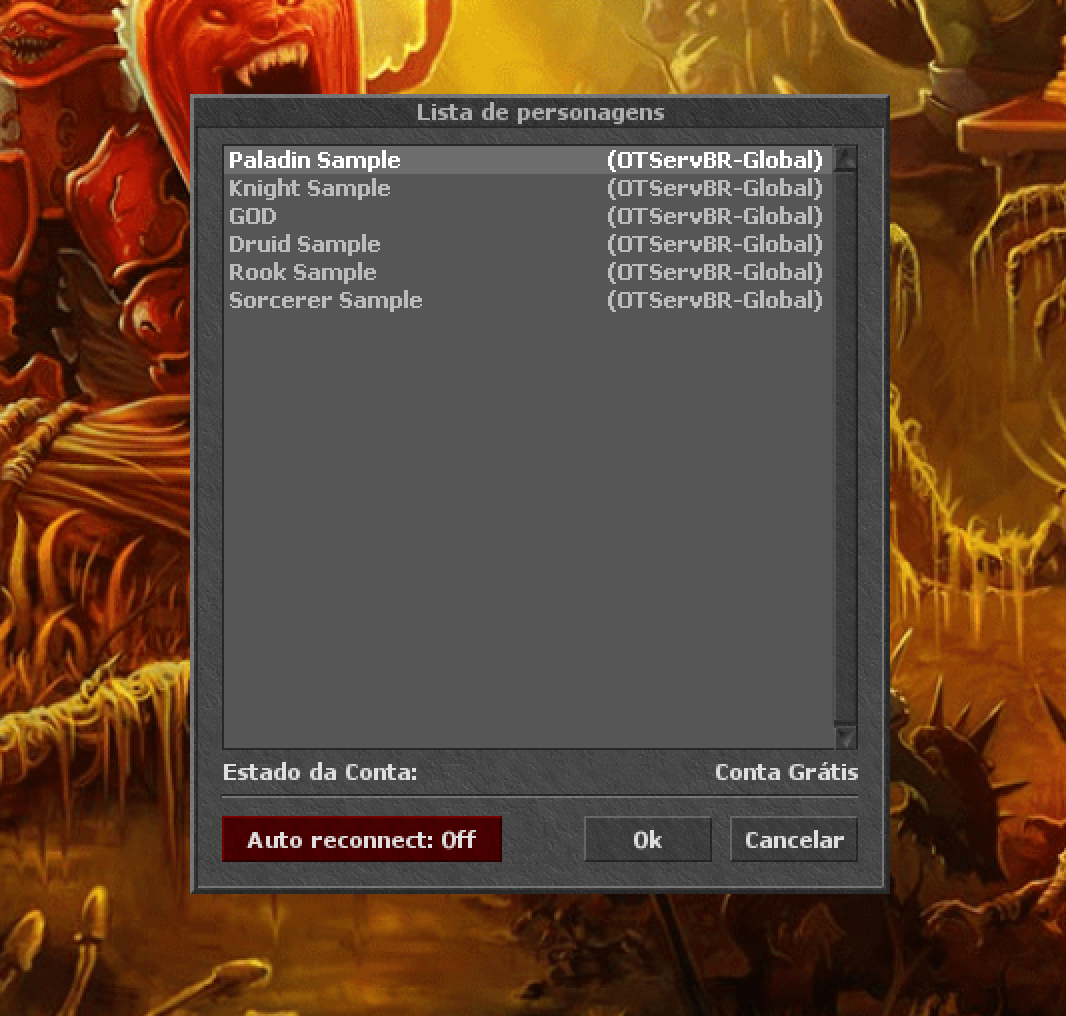 Lista de personagens
Paladin Sample (OTServBR-Global)
Knight Sample (OTServBR-Global)
GOD (OTServBR-Global)
Druid Sample (OTServBR-Global)
Rook Sample (OTServBR-Global)
Sorcerer Sample (OTServBR-Global)
Estado da Conta: Conta Grátis
Auto reconnect: Off Ok Cancelar